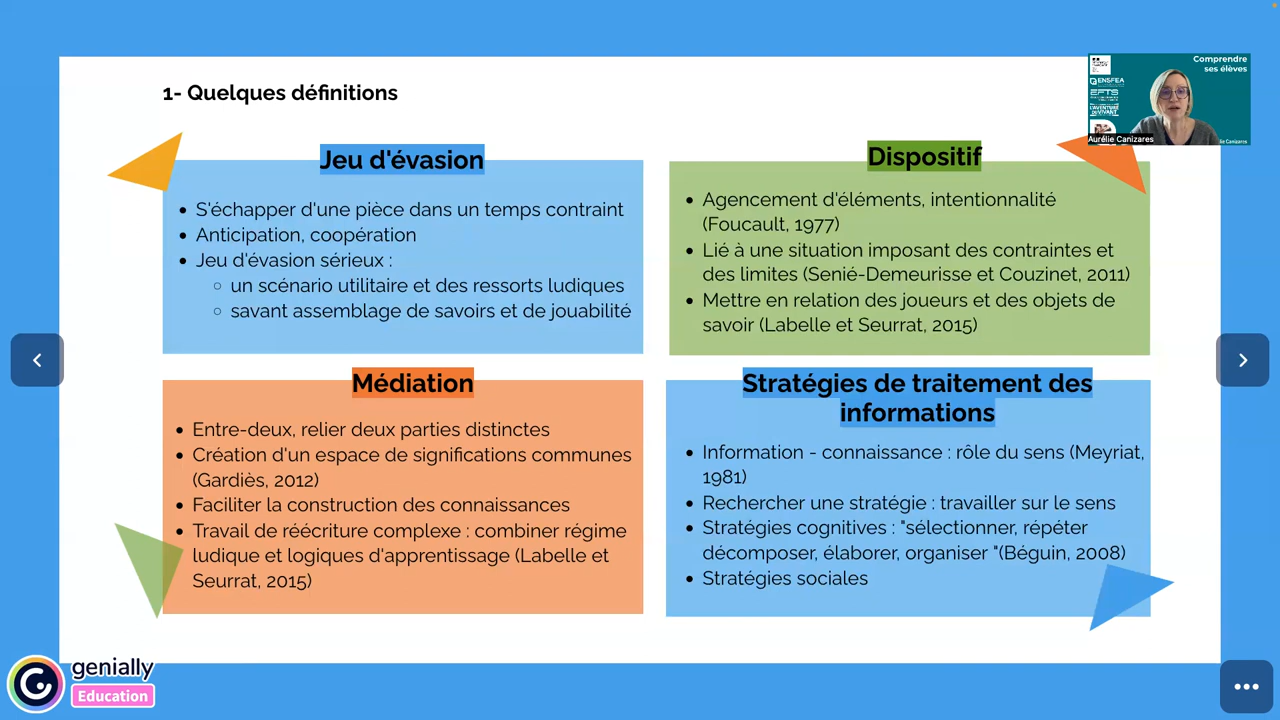 1- Quelques définitions
Comprendre
ses élèves
ENSFEA
EFTS
L'AVENTURE
DU VIVANT
Aurélie Canizares
Jeu d'évasion
• S'échapper d'une pièce dans un temps contraint
• Anticipation, coopération
• Jeu d'évasion sérieux :
◦ un scénario utilitaire et des ressorts ludiques
◦ savant assemblage de savoirs et de jouabilité
Dispositif
• Agencement d'éléments, intentionnalité
(Foucault, 1977)
• Lié à une situation imposant des contraintes et
des limites (Senié-Demeurisse et Couzinet, 2011)
• Mettre en relation des joueurs et des objets de
savoir (Labelle et Seurrat, 2015)
Médiation
• Entre-deux, relier deux parties distinctes
• Création d'un espace de significations communes
(Gardiès, 2012)
• Faciliter la construction des connaissances
• Travail de réécriture complexe : combiner régime
ludique et logiques d'apprentissage (Labelle et
Seurrat, 2015)
Stratégies de traitement des
informations
• Information - connaissance : rôle du sens (Meyriat,
1981)
• Rechercher une stratégie : travailler sur le sens
• Stratégies cognitives : "sélectionner, répéter
décomposer, élaborer, organiser "(Béguin, 2008)
• Stratégies sociales
genially
Education